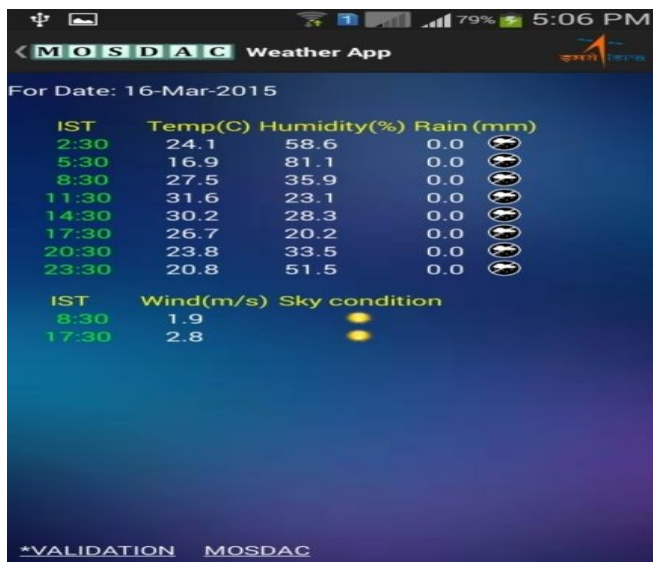 1 79% 5:06 PM
< MOSDAC Weather App
इसरो isro
For Date: 16-Mar-2015
IST Temp(C) Humidity(%) Rain (mm)
2:30 24.1 58.6 0.0
5:30 16.9 81.1 0.0
8:30 27.5 35.9 0.0
11:30 31.6 23.1 0.0
14:30 30.2 28.3 0.0
17:30 26.7 20.2 0.0
20:30 23.8 33.5 0.0
23:30 20.8 51.5 0.0
IST Wind(m/s) Sky condition
8:30 1.9
17:30 2.8
*VALIDATION MOSDAC